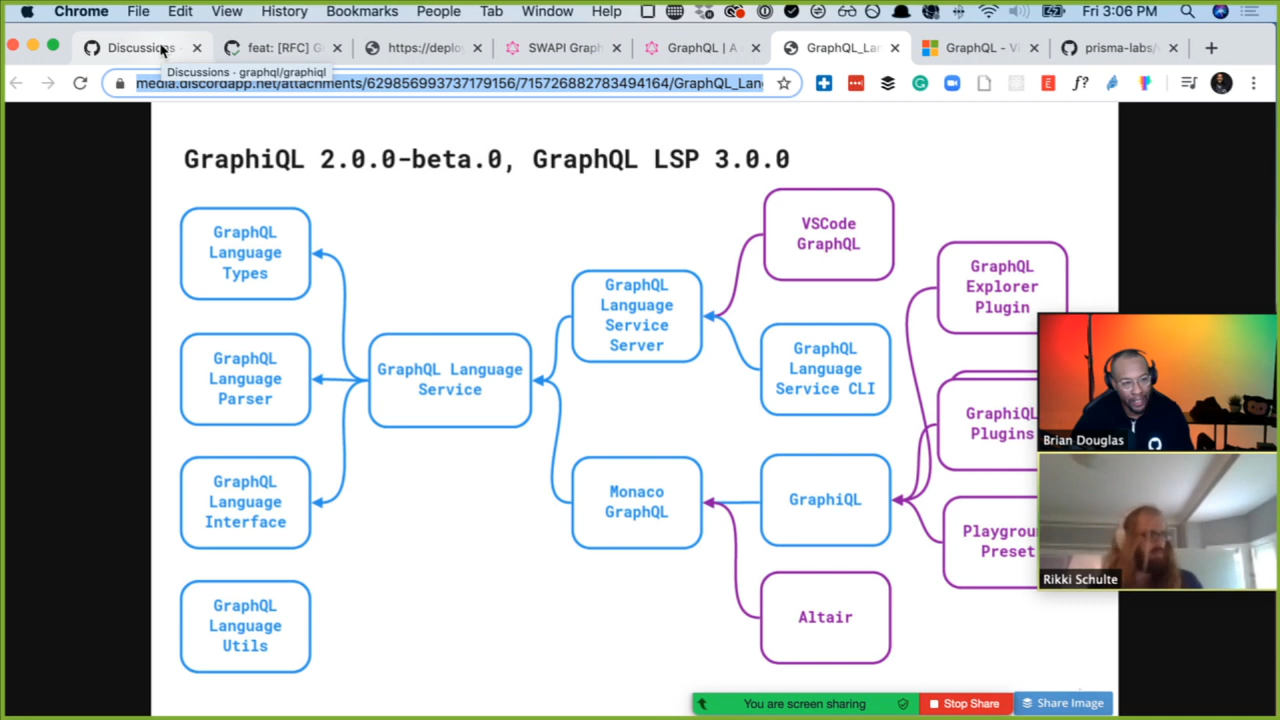 Chrome File Edit View History Bookmarks People Tab Window Help Fri 3:06 PM
Discussions · feat: [RFC] G https://deplo SWAPI Graph GraphQL | A GraphQL_La GraphQL - Vi prisma-labs/
Discussions · graphql/graphiql
media.discordapp.net/attachments/629856993737179156/715726882783494164/GraphQL_Lan
GraphiQL 2.0.0-beta.0, GraphQL LSP 3.0.0
GraphQL
Language
Types
GraphQL
Language
Parser
GraphQL
Language
Interface
GraphQL
Language
Utils
GraphQL Language
Service
GraphQL
Language
Service
Server
Monaco
GraphQL
VSCode
GraphQL
GraphQL
Language
Service CLI
GraphiQL
Altair
GraphQL
Explorer
Plugin
GraphiQL
Plugins
Playgrou
Preset
Brian Douglas
Rikki Schulte
You are screen sharing Stop Share Share Image